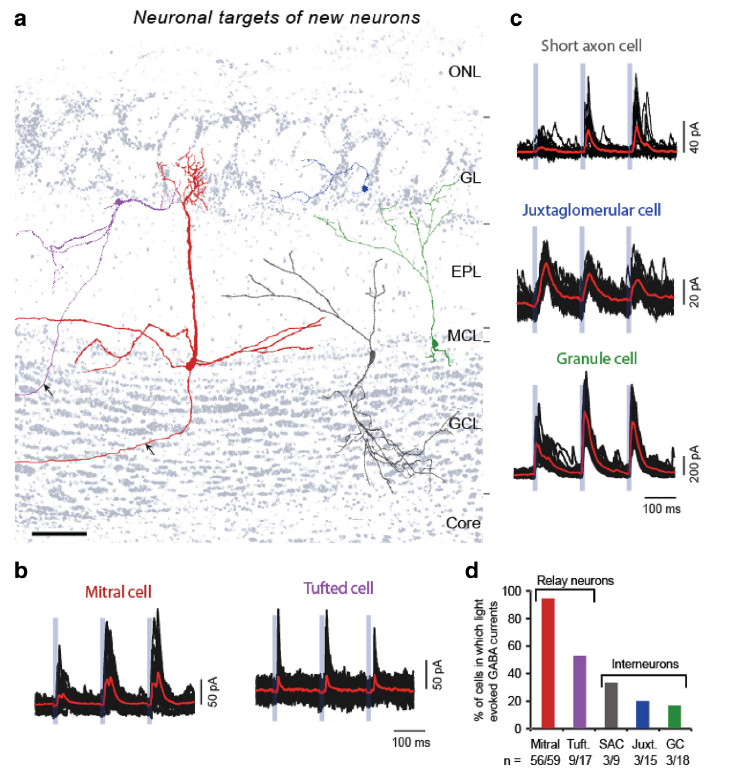 a
Neuronal targets of new neurons
ONL
GL
EPL
MCL
GCL
Core
b
Mitral cell
50 pA
Tufted cell
50 pA
100 ms
c
Short axon cell
40 pA
Juxtaglomerular cell
20 pA
Granule cell
200 pA
100 ms
d
% of cells in which light
evoked GABA currents
100
80
60
40
20
0
Relay neurons
Interneurons
Mitral Tuft. SAC Juxt. GC
n = 56/59 9/17 3/9 3/15 3/18